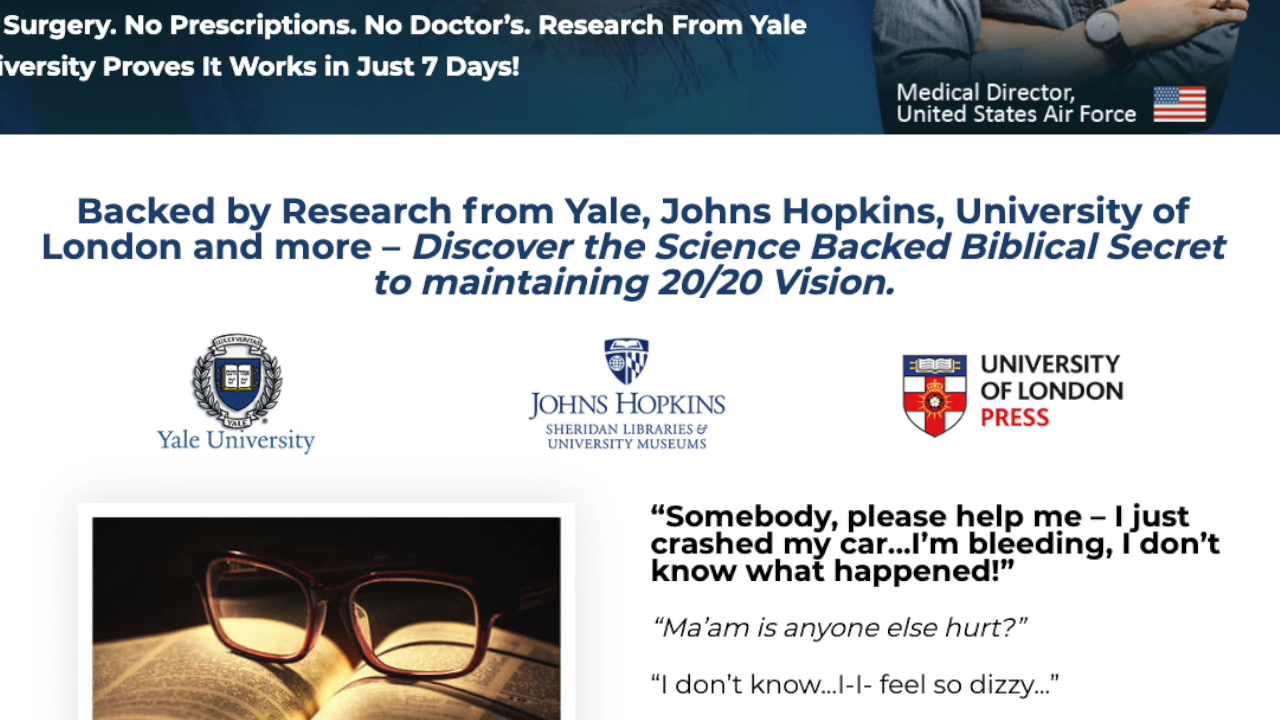 Surgery. No Prescriptions. No Doctor’s. Research From Yale
iversity Proves It Works in Just 7 Days!
Medical Director,
United States Air Force
Backed by Research from Yale, Johns Hopkins, University of
London and more – Discover the Science Backed Biblical Secret
to maintaining 20/20 Vision.
LUX ET VERITAS
YALE
Yale University
JOHNS HOPKINS
SHERIDAN LIBRARIES &
UNIVERSITY MUSEUMS
UNIVERSITY
OF LONDON
PRESS
“Somebody, please help me – I just
crashed my car...I’m bleeding, I don’t
know what happened!”
“Ma’am is anyone else hurt?”
“I don’t know...I-I- feel so dizzy...”